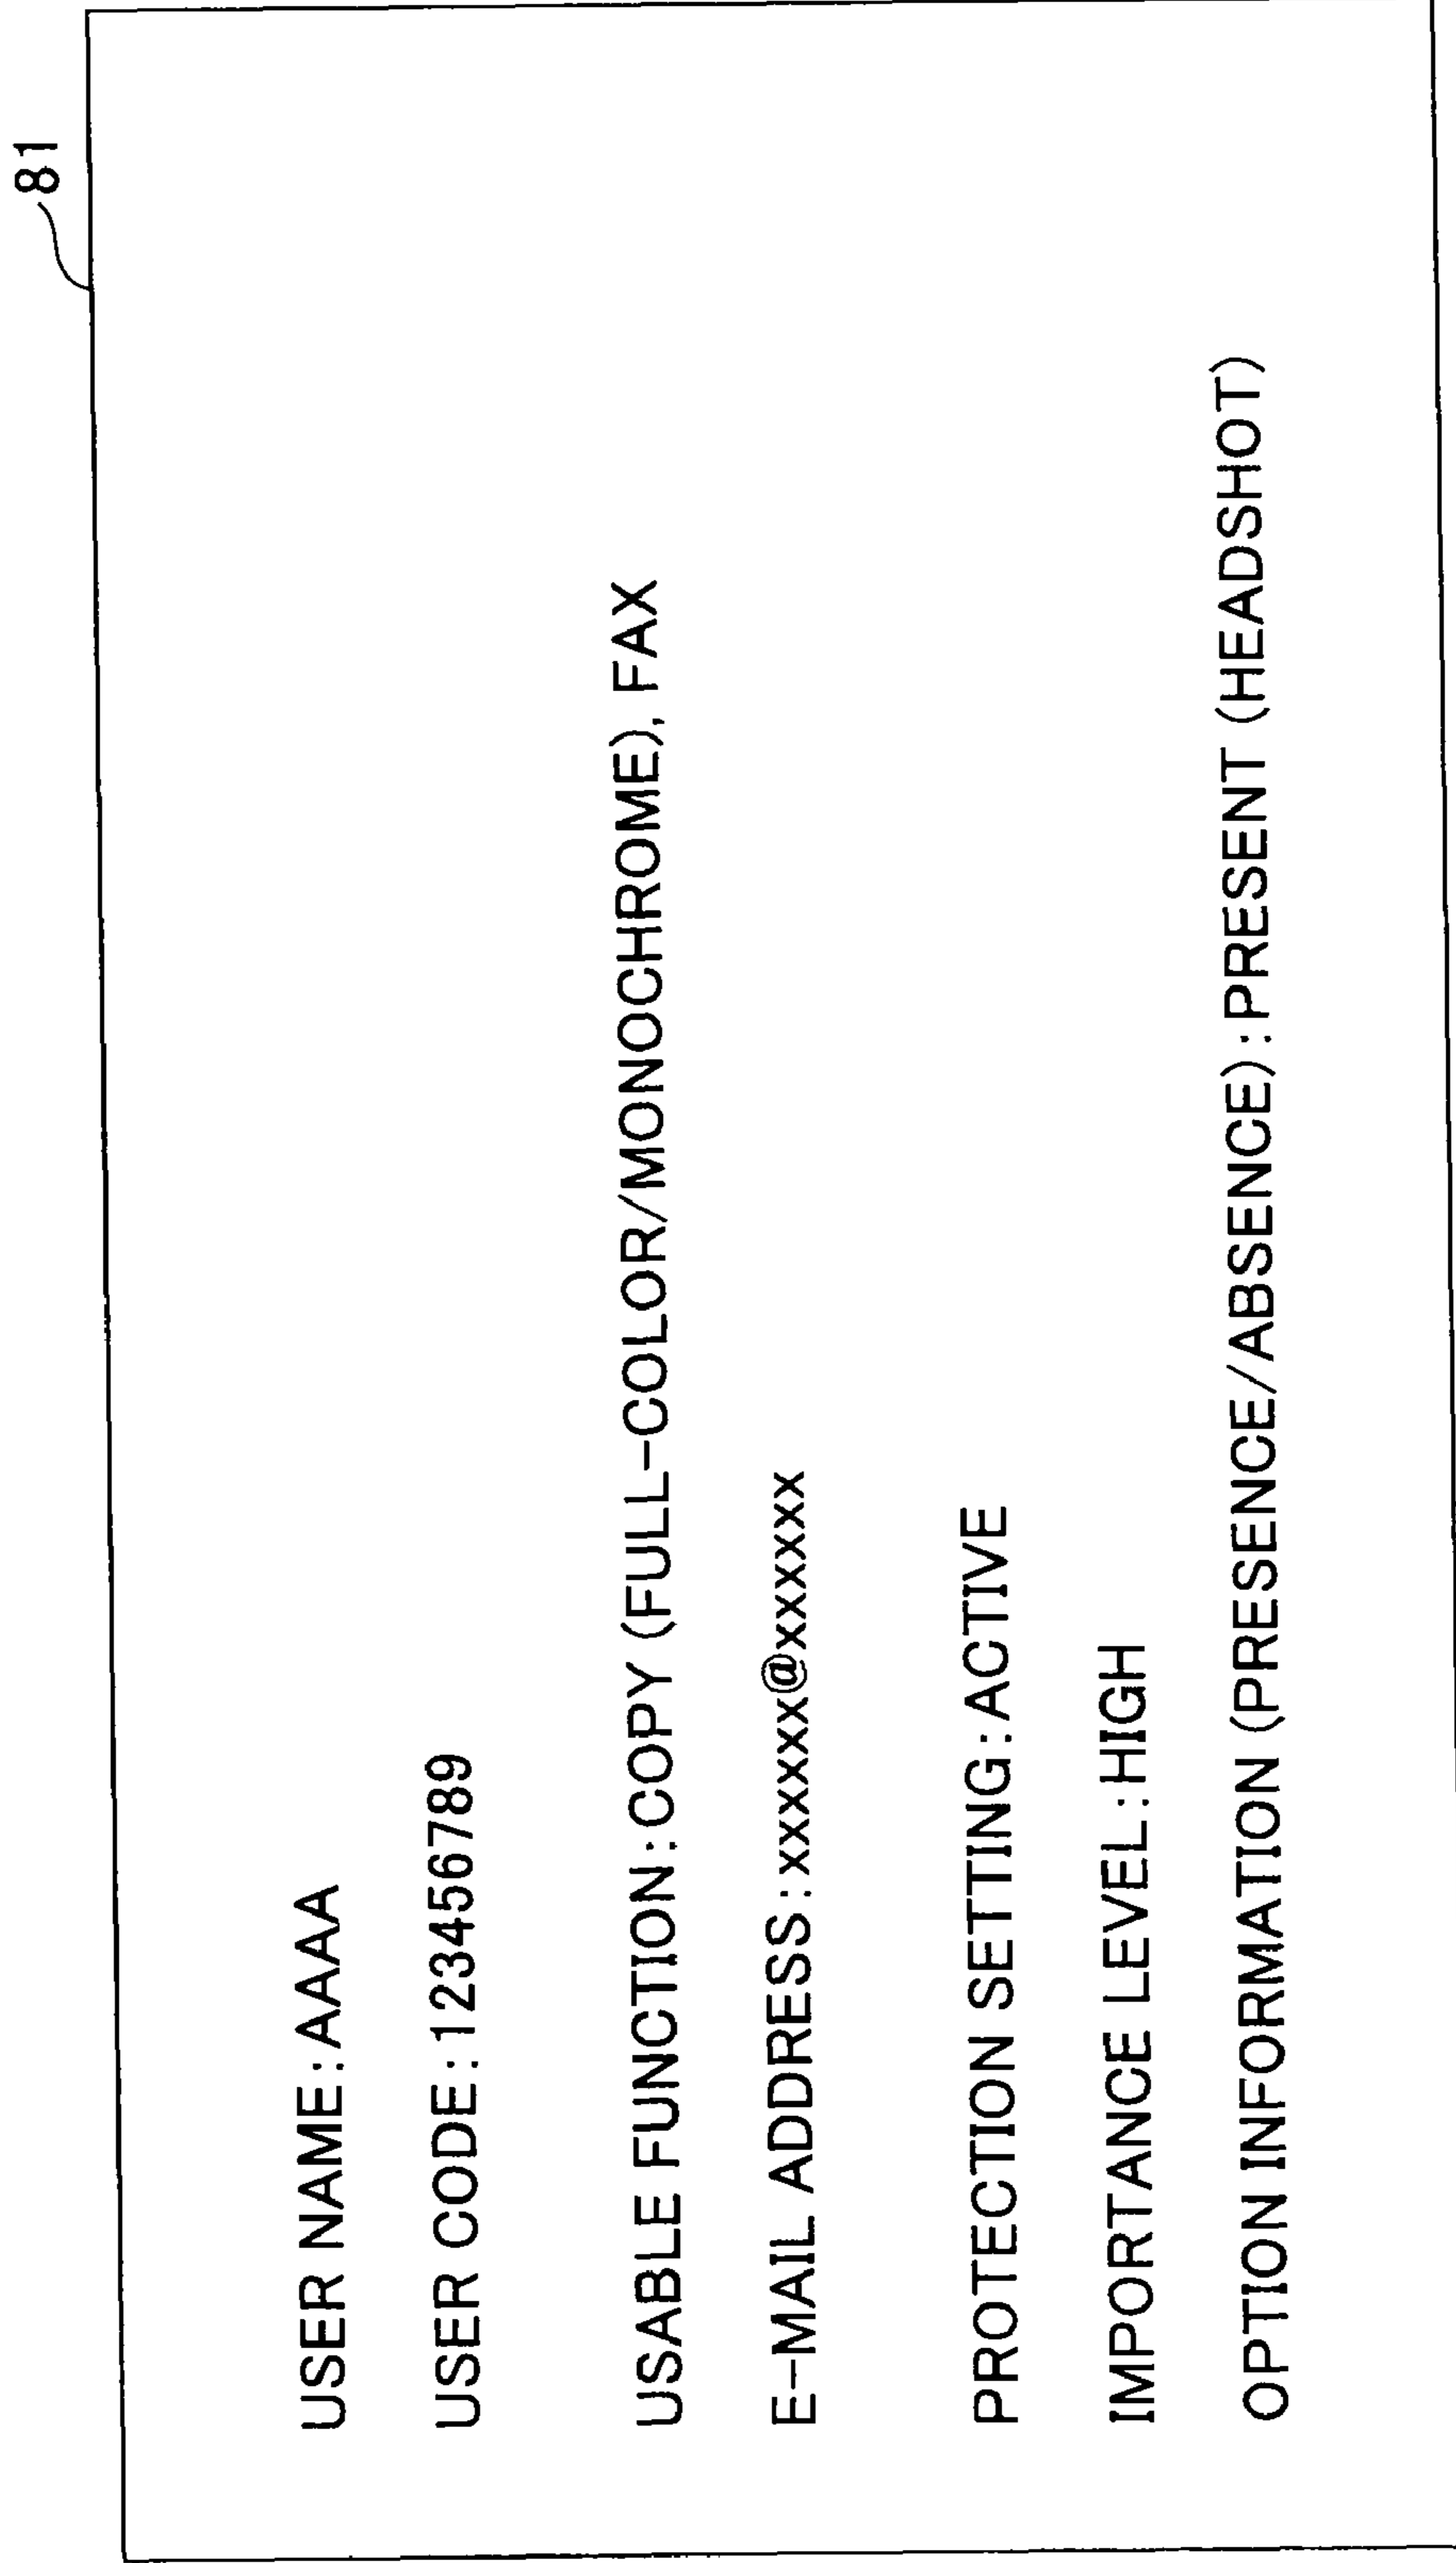 81
USER NAME:AAAA
USER CODE:123456789
USABLE FUNCTION:COPY (FULL-COLOR/MONOCHROME), FAX
E-MAIL ADDRESS:xxxxxx@xxxxxx
PROTECTION SETTING:ACTIVE
IMPORTANCE LEVEL:HIGH
OPTION INFORMATION (PRESENCE/ABSENCE):PRESENT (HEADSHOT)